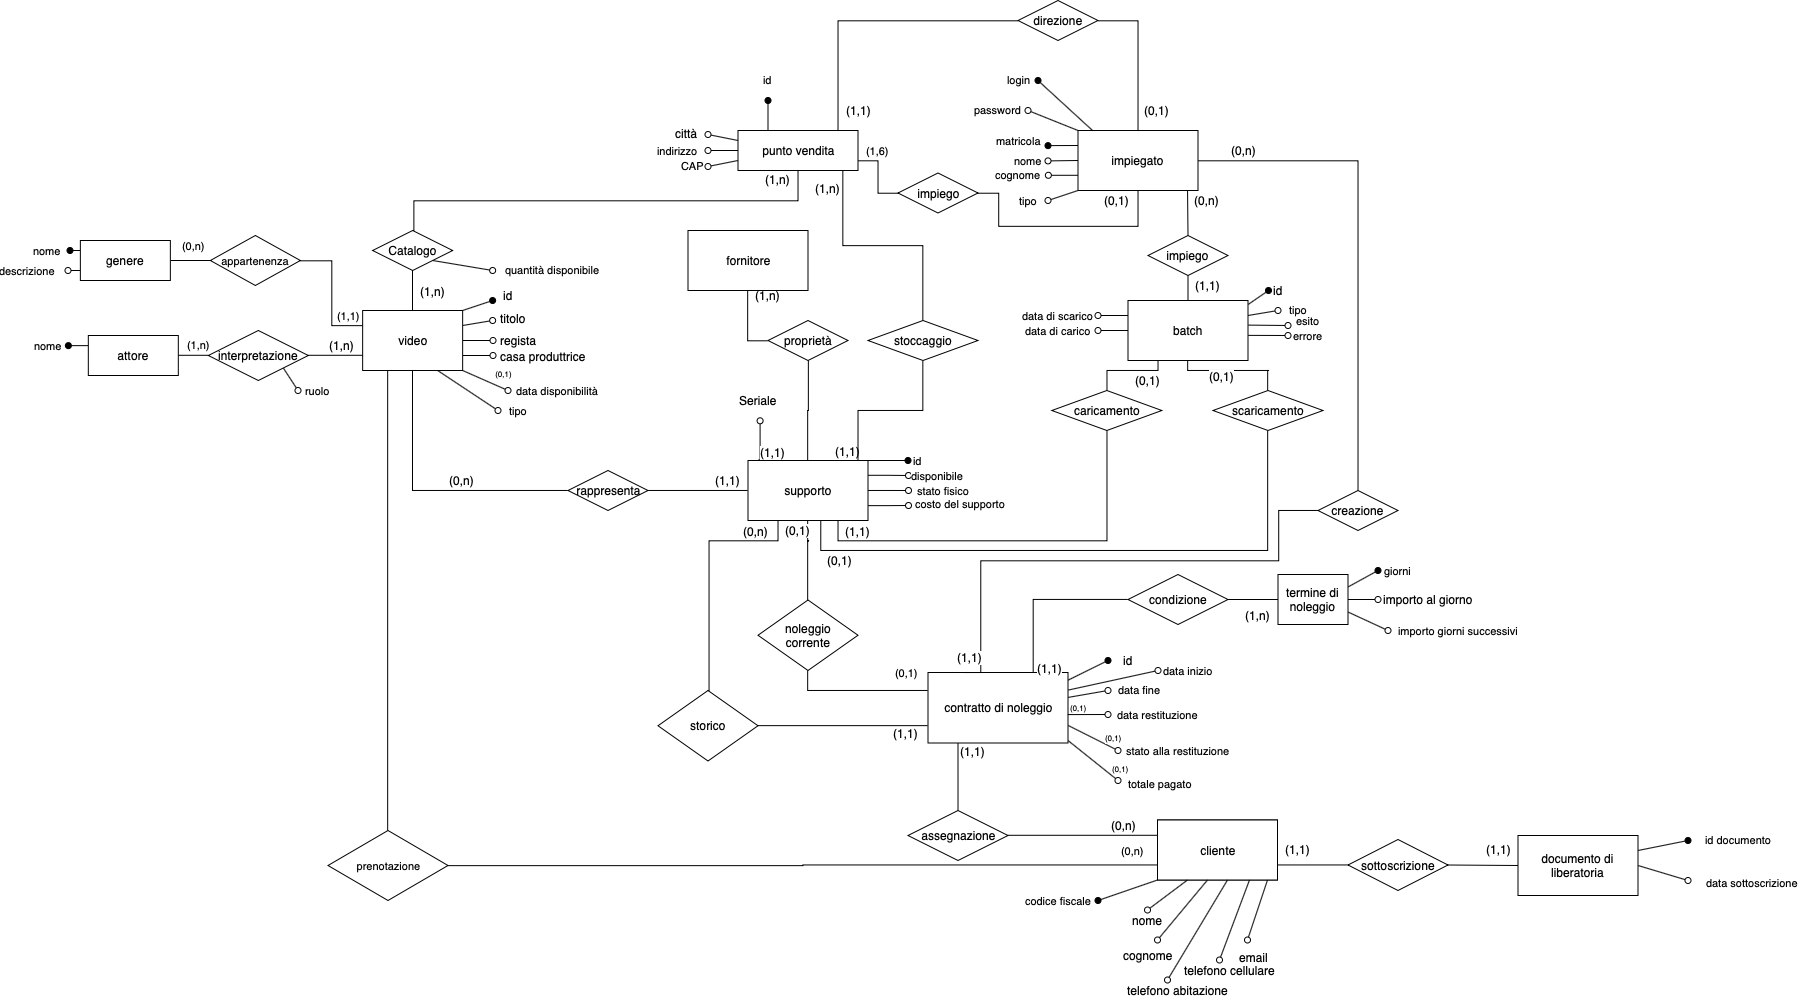 direzione
id
login
(1,1)
(0,1)
password
città
indirizzo
CAP
punto vendita
(1,6)
matricola
nome
cognome
tipo
impiegato
(0,n)
(1,n)
(1,n)
impiego
(0,1)
(0,n)
nome
descrizione
genere
(0,n)
appartenenza
Catalogo
quantità disponibile
fornitore
impiego
(1,n)
(1,n)
(1,1)
id
(1,1)
id
titolo
regista
casa produttrice
(0,1)
data disponibilità
tipo
video
data di scarico
data di carico
batch
id
tipo
esito
errore
nome
attore
(1,n)
interpretazione
(1,n)
ruolo
proprietà
stoccaggio
(0,1)
(0,1)
caricamento
scaricamento
Seriale
(1,1)
(1,1)
id
disponibile
stato fisico
costo del supporto
(0,n)
rappresenta
(1,1)
supporto
creazione
(0,n)
(0,1)
(1,1)
(0,1)
noleggio
corrente
condizione
(1,n)
termine di
noleggio
giorni
importo al giorno
importo giorni successivi
(1,1)
(1,1)
(0,1)
id
data inizio
data fine
(0,1)
data restituzione
(0,1)
stato alla restituzione
(0,1)
totale pagato
contratto di noleggio
storico
(1,1)
(1,1)
assegnazione
(0,n)
(0,n)
prenotazione
cliente
(1,1)
sottoscrizione
(1,1)
documento di
liberatoria
id documento
data sottoscrizione
codice fiscale
nome
cognome
telefono abitazione
telefono cellulare
email